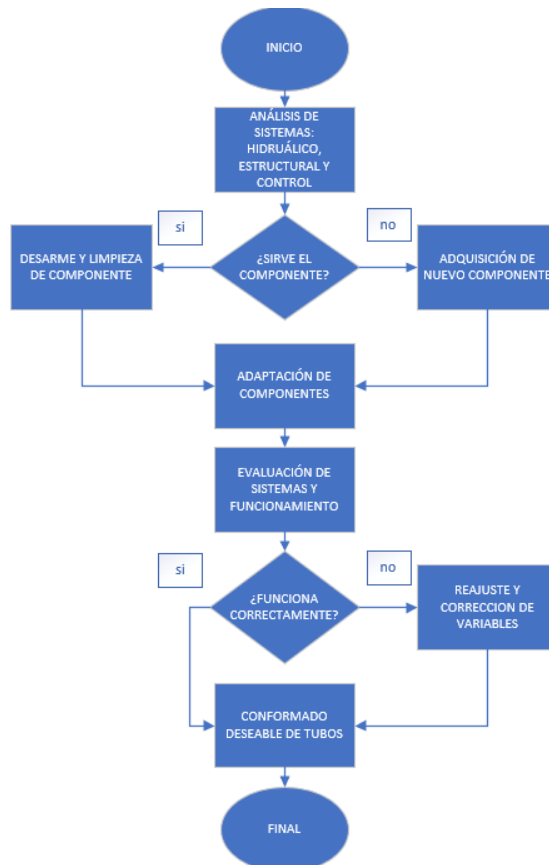 INICIO
ANÁLISIS DE
SISTEMAS:
HIDRUÁLICO,
ESTRUCTURAL Y
CONTROL
si
no
DESARME Y LIMPIEZA
DE COMPONENTE
¿SIRVE EL
COMPONENTE?
ADQUISICIÓN DE
NUEVO COMPONENTE
ADAPTACIÓN DE
COMPONENTES
EVALUACIÓN DE
SISTEMAS Y
FUNCIONAMIENTO
si
no
¿FUNCIONA
CORRECTAMENTE?
REAJUSTE Y
CORRECCION DE
VARIABLES
CONFORMADO
DESEABLE DE TUBOS
FINAL